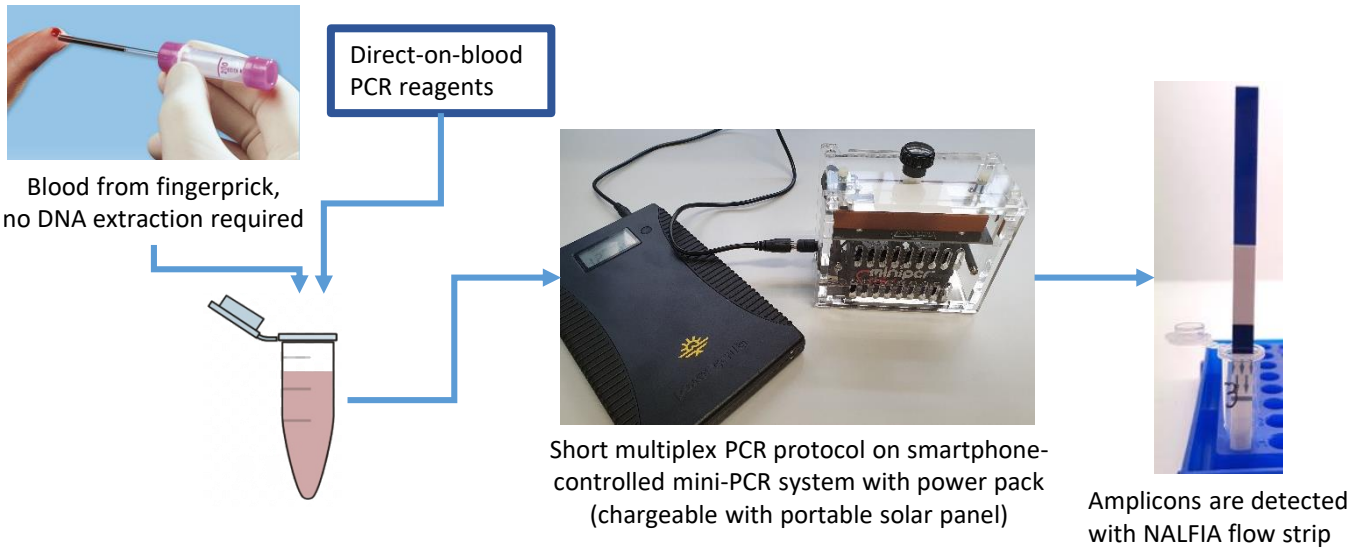 Direct-on-blood
PCR reagents
Blood from fingerprick,
no DNA extraction required
minipcr
Short multiplex PCR protocol on smartphone-
controlled mini-PCR system with power pack
(chargeable with portable solar panel)
Amplicons are detected
with NALFIA flow strip